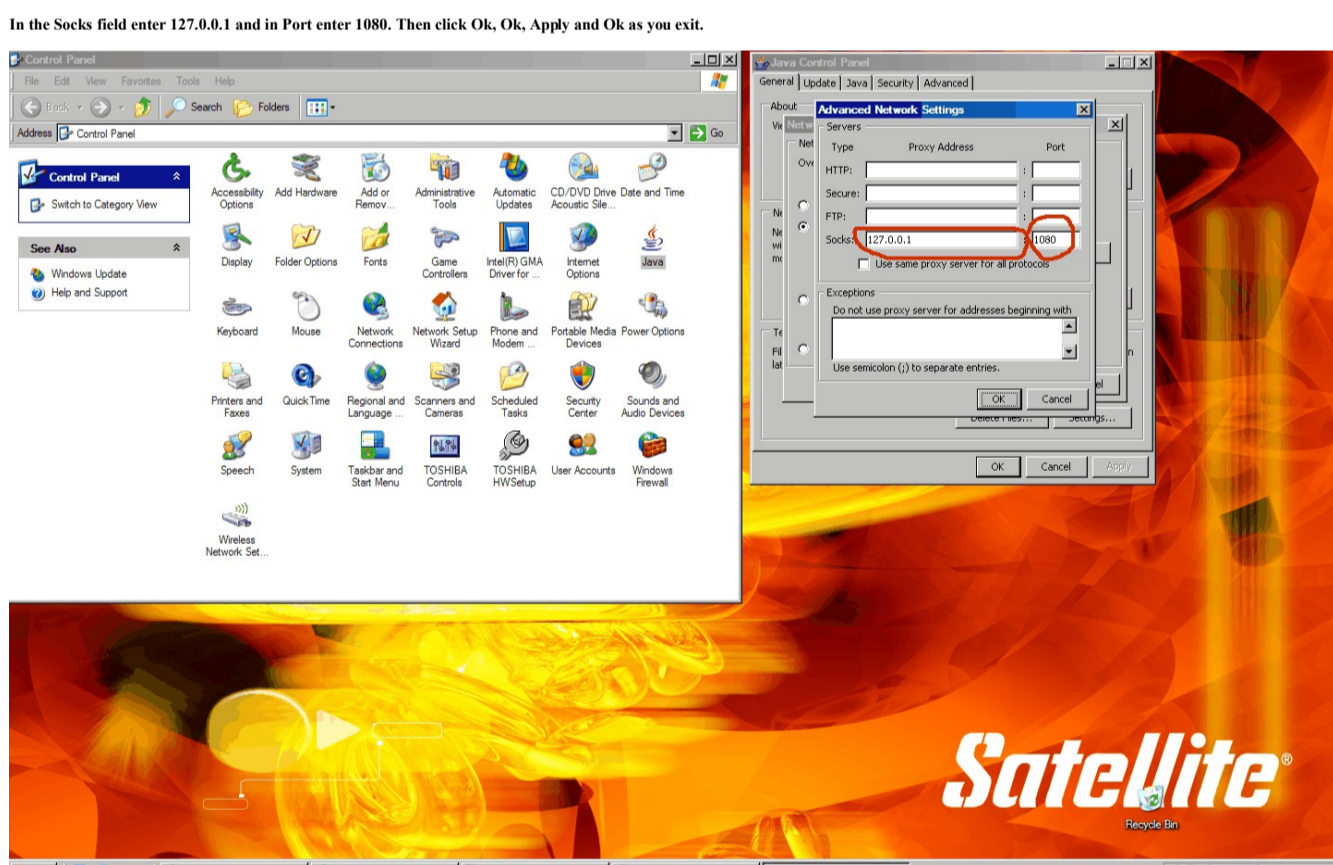 In the Socks field enter 127.0.0.1 and in Port enter 1080. Then click Ok, Ok, Apply and Ok as you exit.
Control Panel
File Edit View Favorites Tools Help
Back Search Folders
Address Control Panel Go
Control Panel
Switch to Category View
See Also
Windows Update
Help and Support
Accessibility Options
Add Hardware
Add or Remov...
Administrative Tools
Automatic Updates
CD/DVD Drive Acoustic Sile...
Date and Time
Display
Folder Options
Fonts
Game Controllers
Intel(R) GMA Driver for ...
Internet Options
Java
Keyboard
Mouse
Network Connections
Network Setup Wizard
Phone and Modem ...
Portable Media Devices
Power Options
Printers and Faxes
QuickTime
Regional and Language ...
Scanners and Cameras
Scheduled Tasks
Security Center
Sounds and Audio Devices
Speech
System
Taskbar and Start Menu
TOSHIBA Controls
TOSHIBA HWSetup
User Accounts
Windows Firewall
Wireless Network Set...
Java Control Panel
General Update Java Security Advanced
About
Advanced Network Settings
Servers
Type Proxy Address Port
HTTP: :
Secure: :
FTP: :
Socks: 127.0.0.1 : 1080
Use same proxy server for all protocols
Exceptions
Do not use proxy server for addresses beginning with
Use semicolon (;) to separate entries.
OK Cancel
Delete Files... Settings...
OK Cancel Apply
Satellite®
Recycle Bin